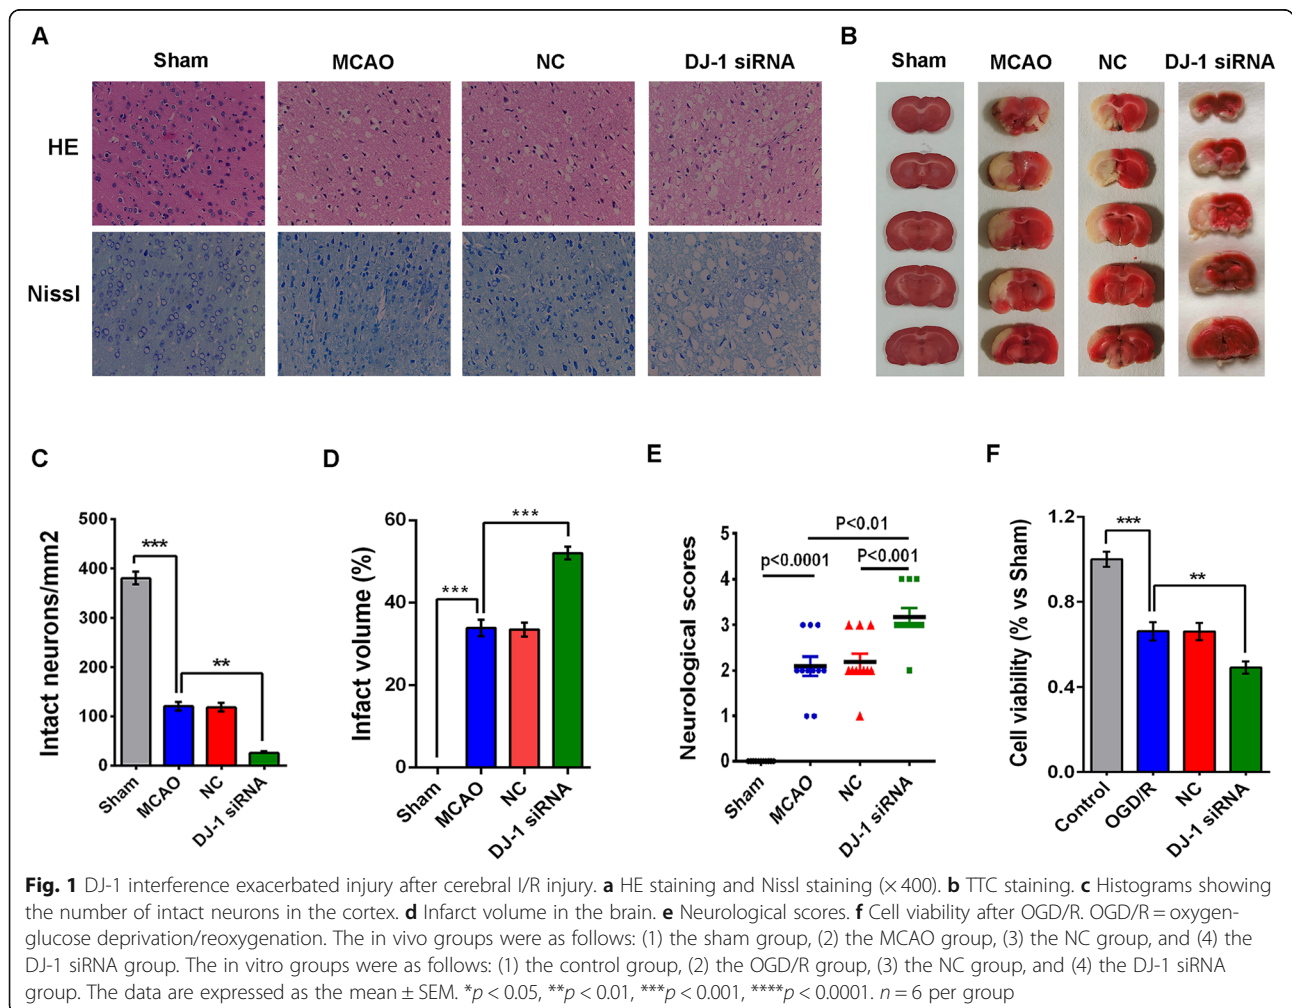 A
B
Sham MCAO NC DJ-1 siRNA
Sham MCAO NC DJ-1 siRNA
HE
Nissl
C
D
E
F
Intact neurons/mm2
500
400
300
200
100
0
***
**
Sham
MCAO
NC
DJ-1 siRNA
Infact volume (%)
60
40
20
0
***
***
Sham
MCAO
NC
DJ-1 siRNA
Neurological scores
5
4
3
2
1
0
P<0.01
p<0.0001
P<0.001
Sham
MCAO
NC
DJ-1 siRNA
Cell viability (% vs Sham)
1.2
0.8
0.4
0.0
***
**
Control
OGD/R
NC
DJ-1 siRNA
Fig. 1 DJ-1 interference exacerbated injury after cerebral I/R injury. a HE staining and Nissl staining (× 400). b TTC staining. c Histograms showing
the number of intact neurons in the cortex. d Infarct volume in the brain. e Neurological scores. f Cell viability after OGD/R. OGD/R = oxygen-
glucose deprivation/reoxygenation. The in vivo groups were as follows: (1) the sham group, (2) the MCAO group, (3) the NC group, and (4) the
DJ-1 siRNA group. The in vitro groups were as follows: (1) the control group, (2) the OGD/R group, (3) the NC group, and (4) the DJ-1 siRNA
group. The data are expressed as the mean ± SEM. *p < 0.05, **p < 0.01, ***p < 0.001, ****p < 0.0001. n = 6 per group